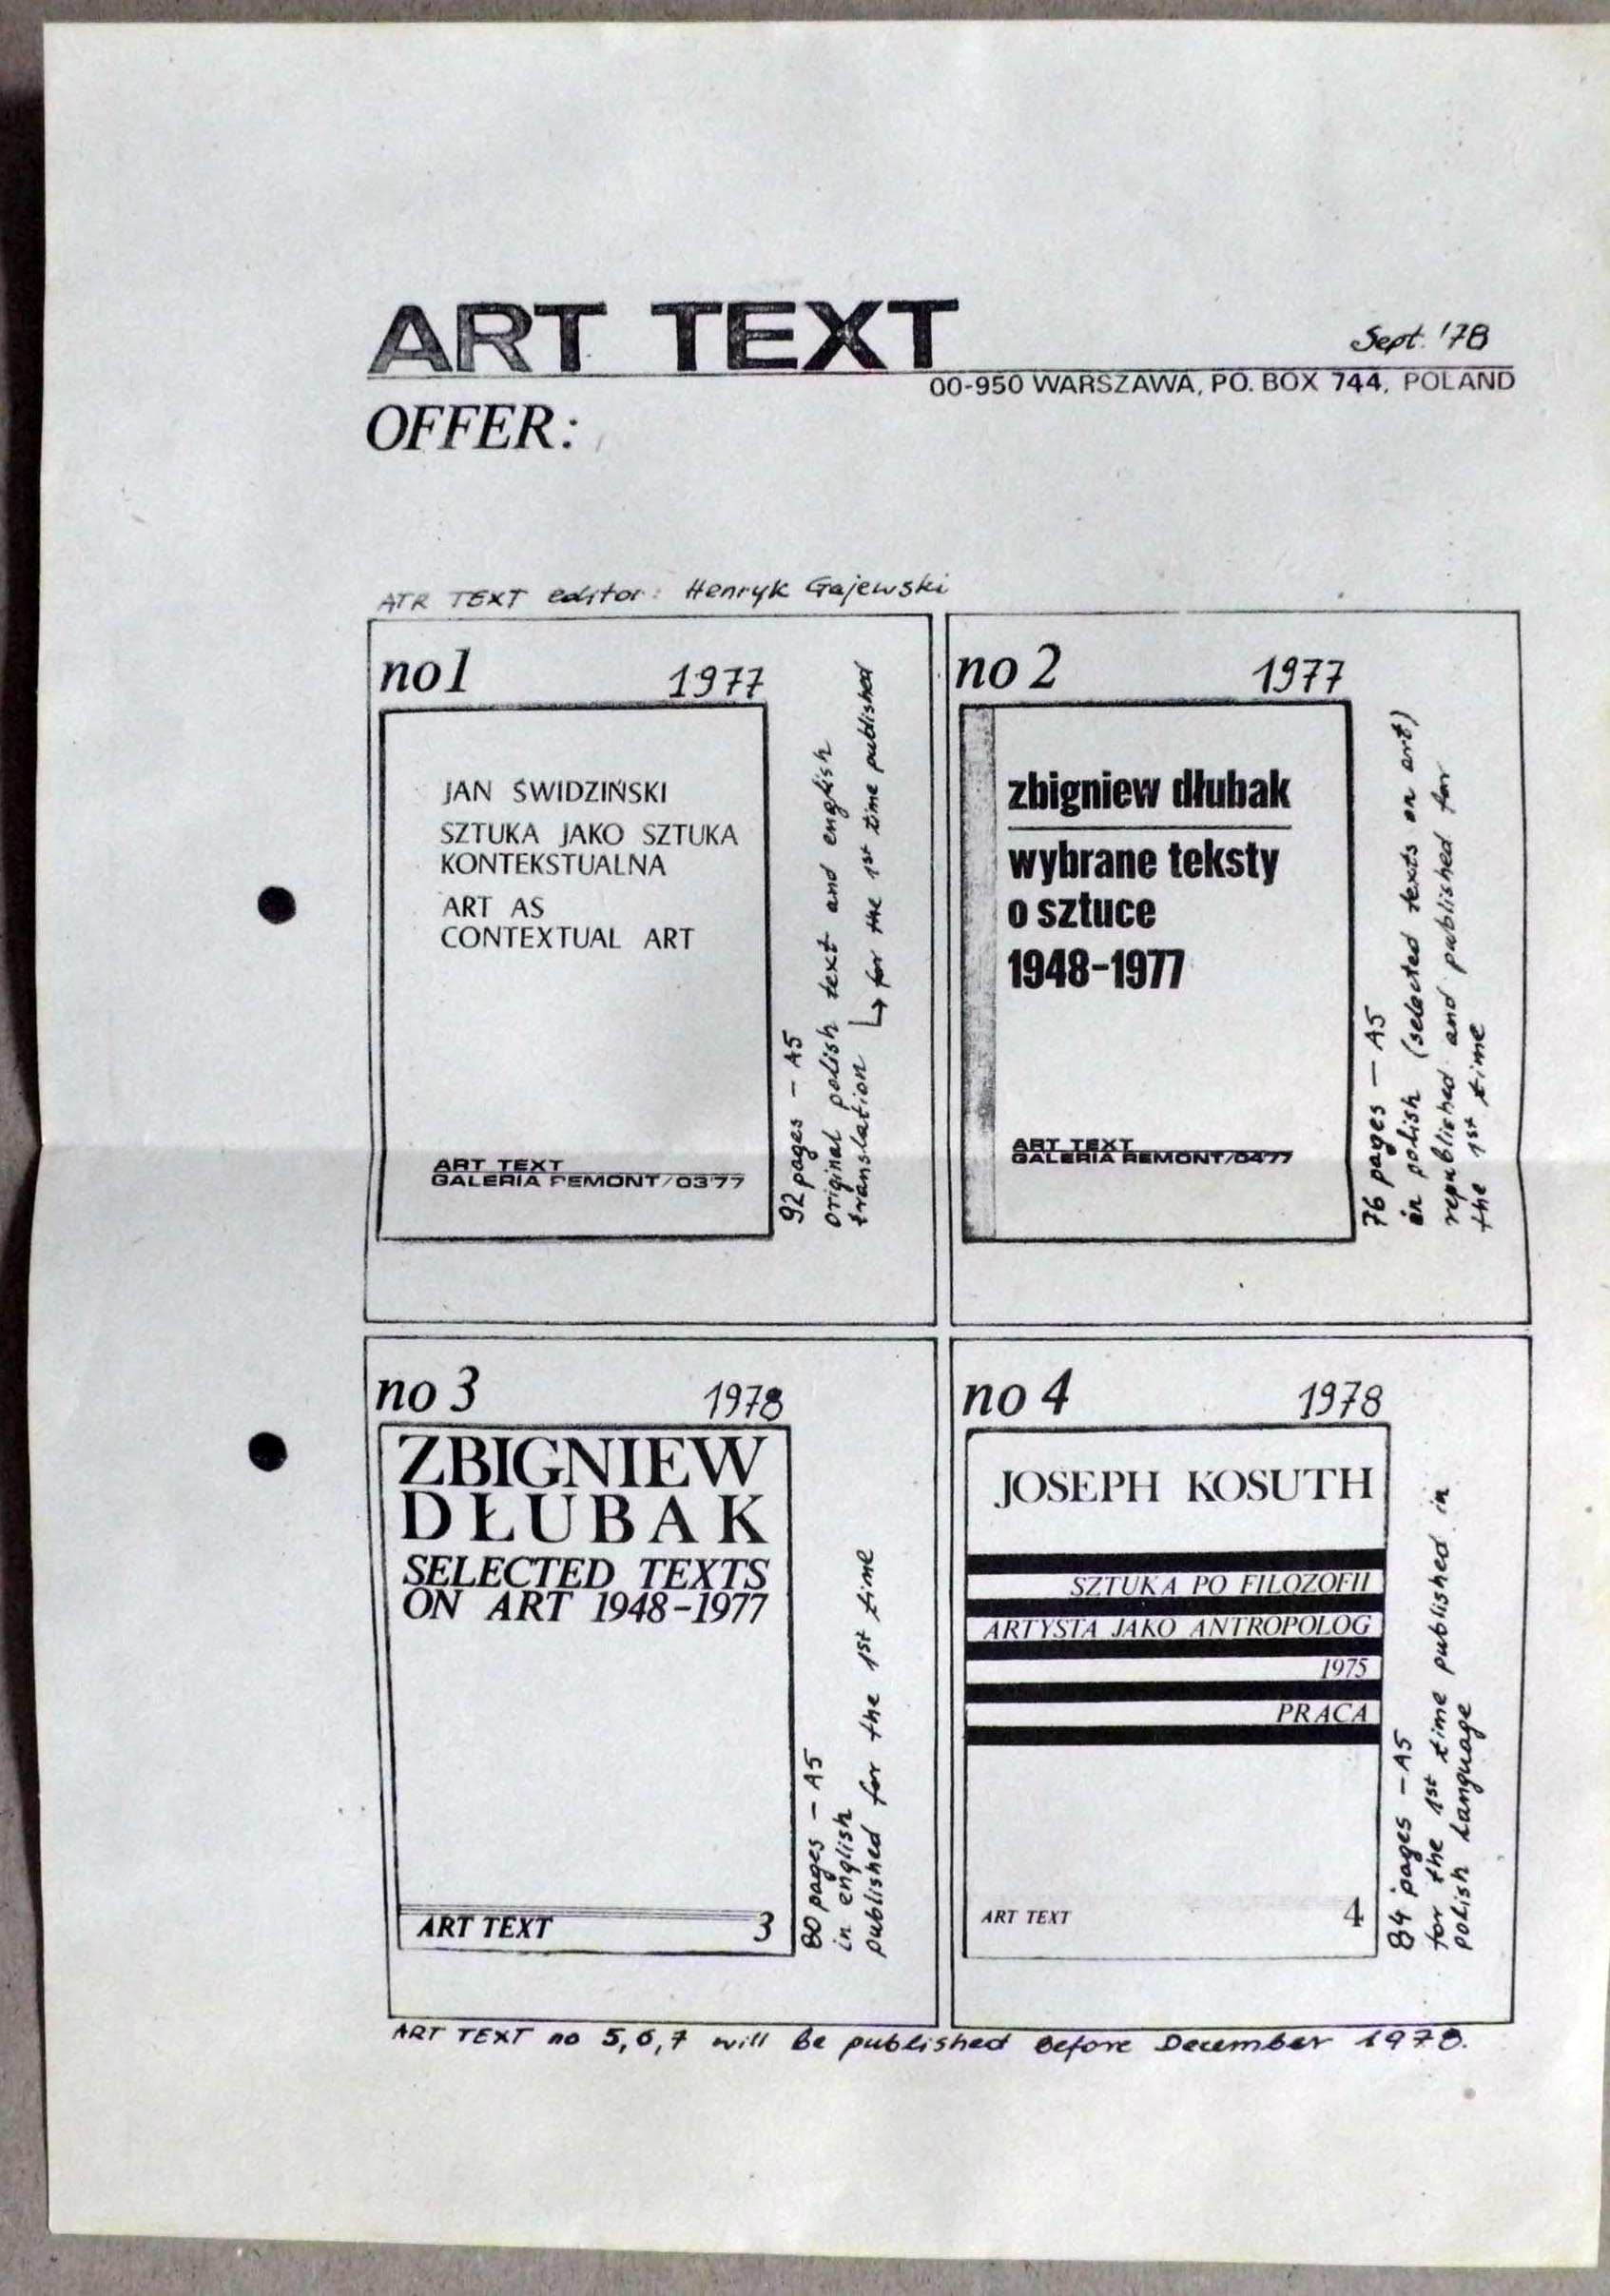 ART TEXT
Sept. '78
00-950 WARSZAWA, PO. BOX 744, POLAND
OFFER:
ATR TEXT editor: Henryk Gajewski
no 1 1977
JAN ŚWIDZIŃSKI
SZTUKA JAKO SZTUKA
KONTEKSTUALNA
ART AS
CONTEXTUAL ART
ART TEXT
GALERIA REMONT/03'77
92 pages – A5
original polish text and english
translation ↳ for the 1st time published
no 2 1977
zbigniew dłubak
wybrane teksty
o sztuce
1948-1977
ART TEXT
GALERIA REMONT/04'77
76 pages – A5
in polish (selected texts on art)
republished and published for
the 1st time
no 3 1978
ZBIGNIEW
DŁUBAK
SELECTED TEXTS
ON ART 1948-1977
ART TEXT 3
80 pages – A5
in english
published for the 1st time
no 4 1978
JOSEPH KOSUTH
SZTUKA PO FILOZOFII
ARTYSTA JAKO ANTROPOLOG
1975
PRACA
ART TEXT 4
84 pages – A5
for the 1st time published in
polish language
ART TEXT no 5,6,7 will be published before December 1978.